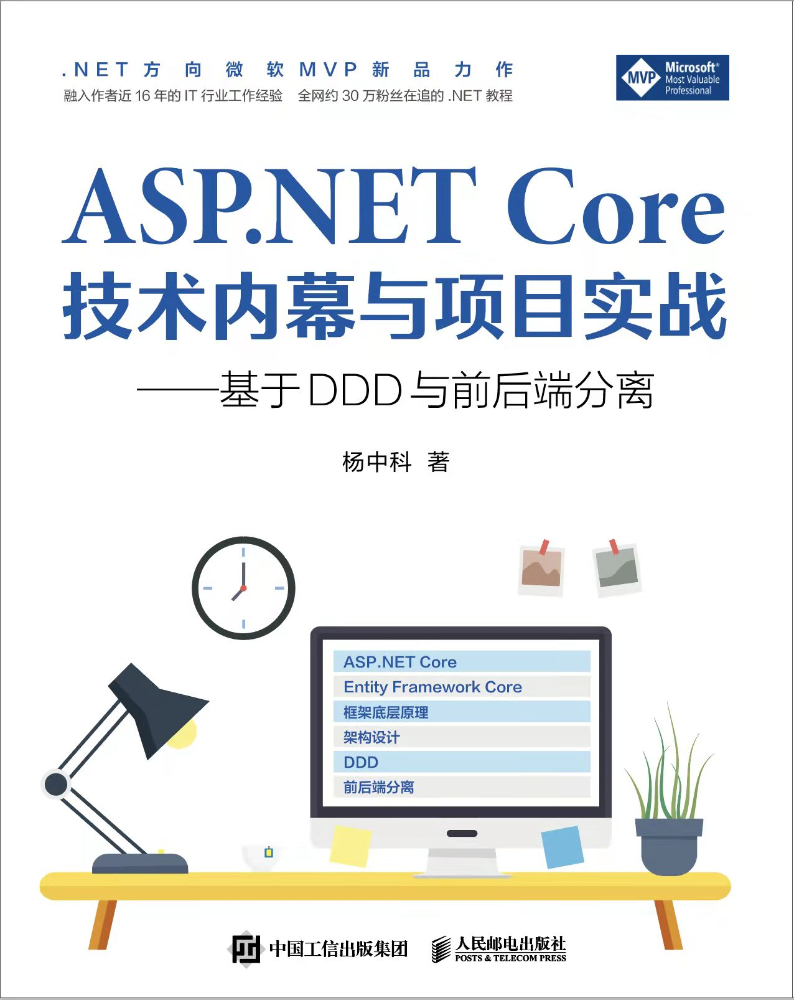 .NET方向微软MVP新品力作
融入作者近16年的IT行业工作经验 全网约30万粉丝在追的.NET教程
MVP
Microsoft®
Most Valuable
Professional
ASP.NET Core
技术内幕与项目实战
——基于DDD与前后端分离
杨中科 著
ASP.NET Core
Entity Framework Core
框架底层原理
架构设计
DDD
前后端分离
中国工信出版集团
人民邮电出版社
POSTS & TELECOM PRESS